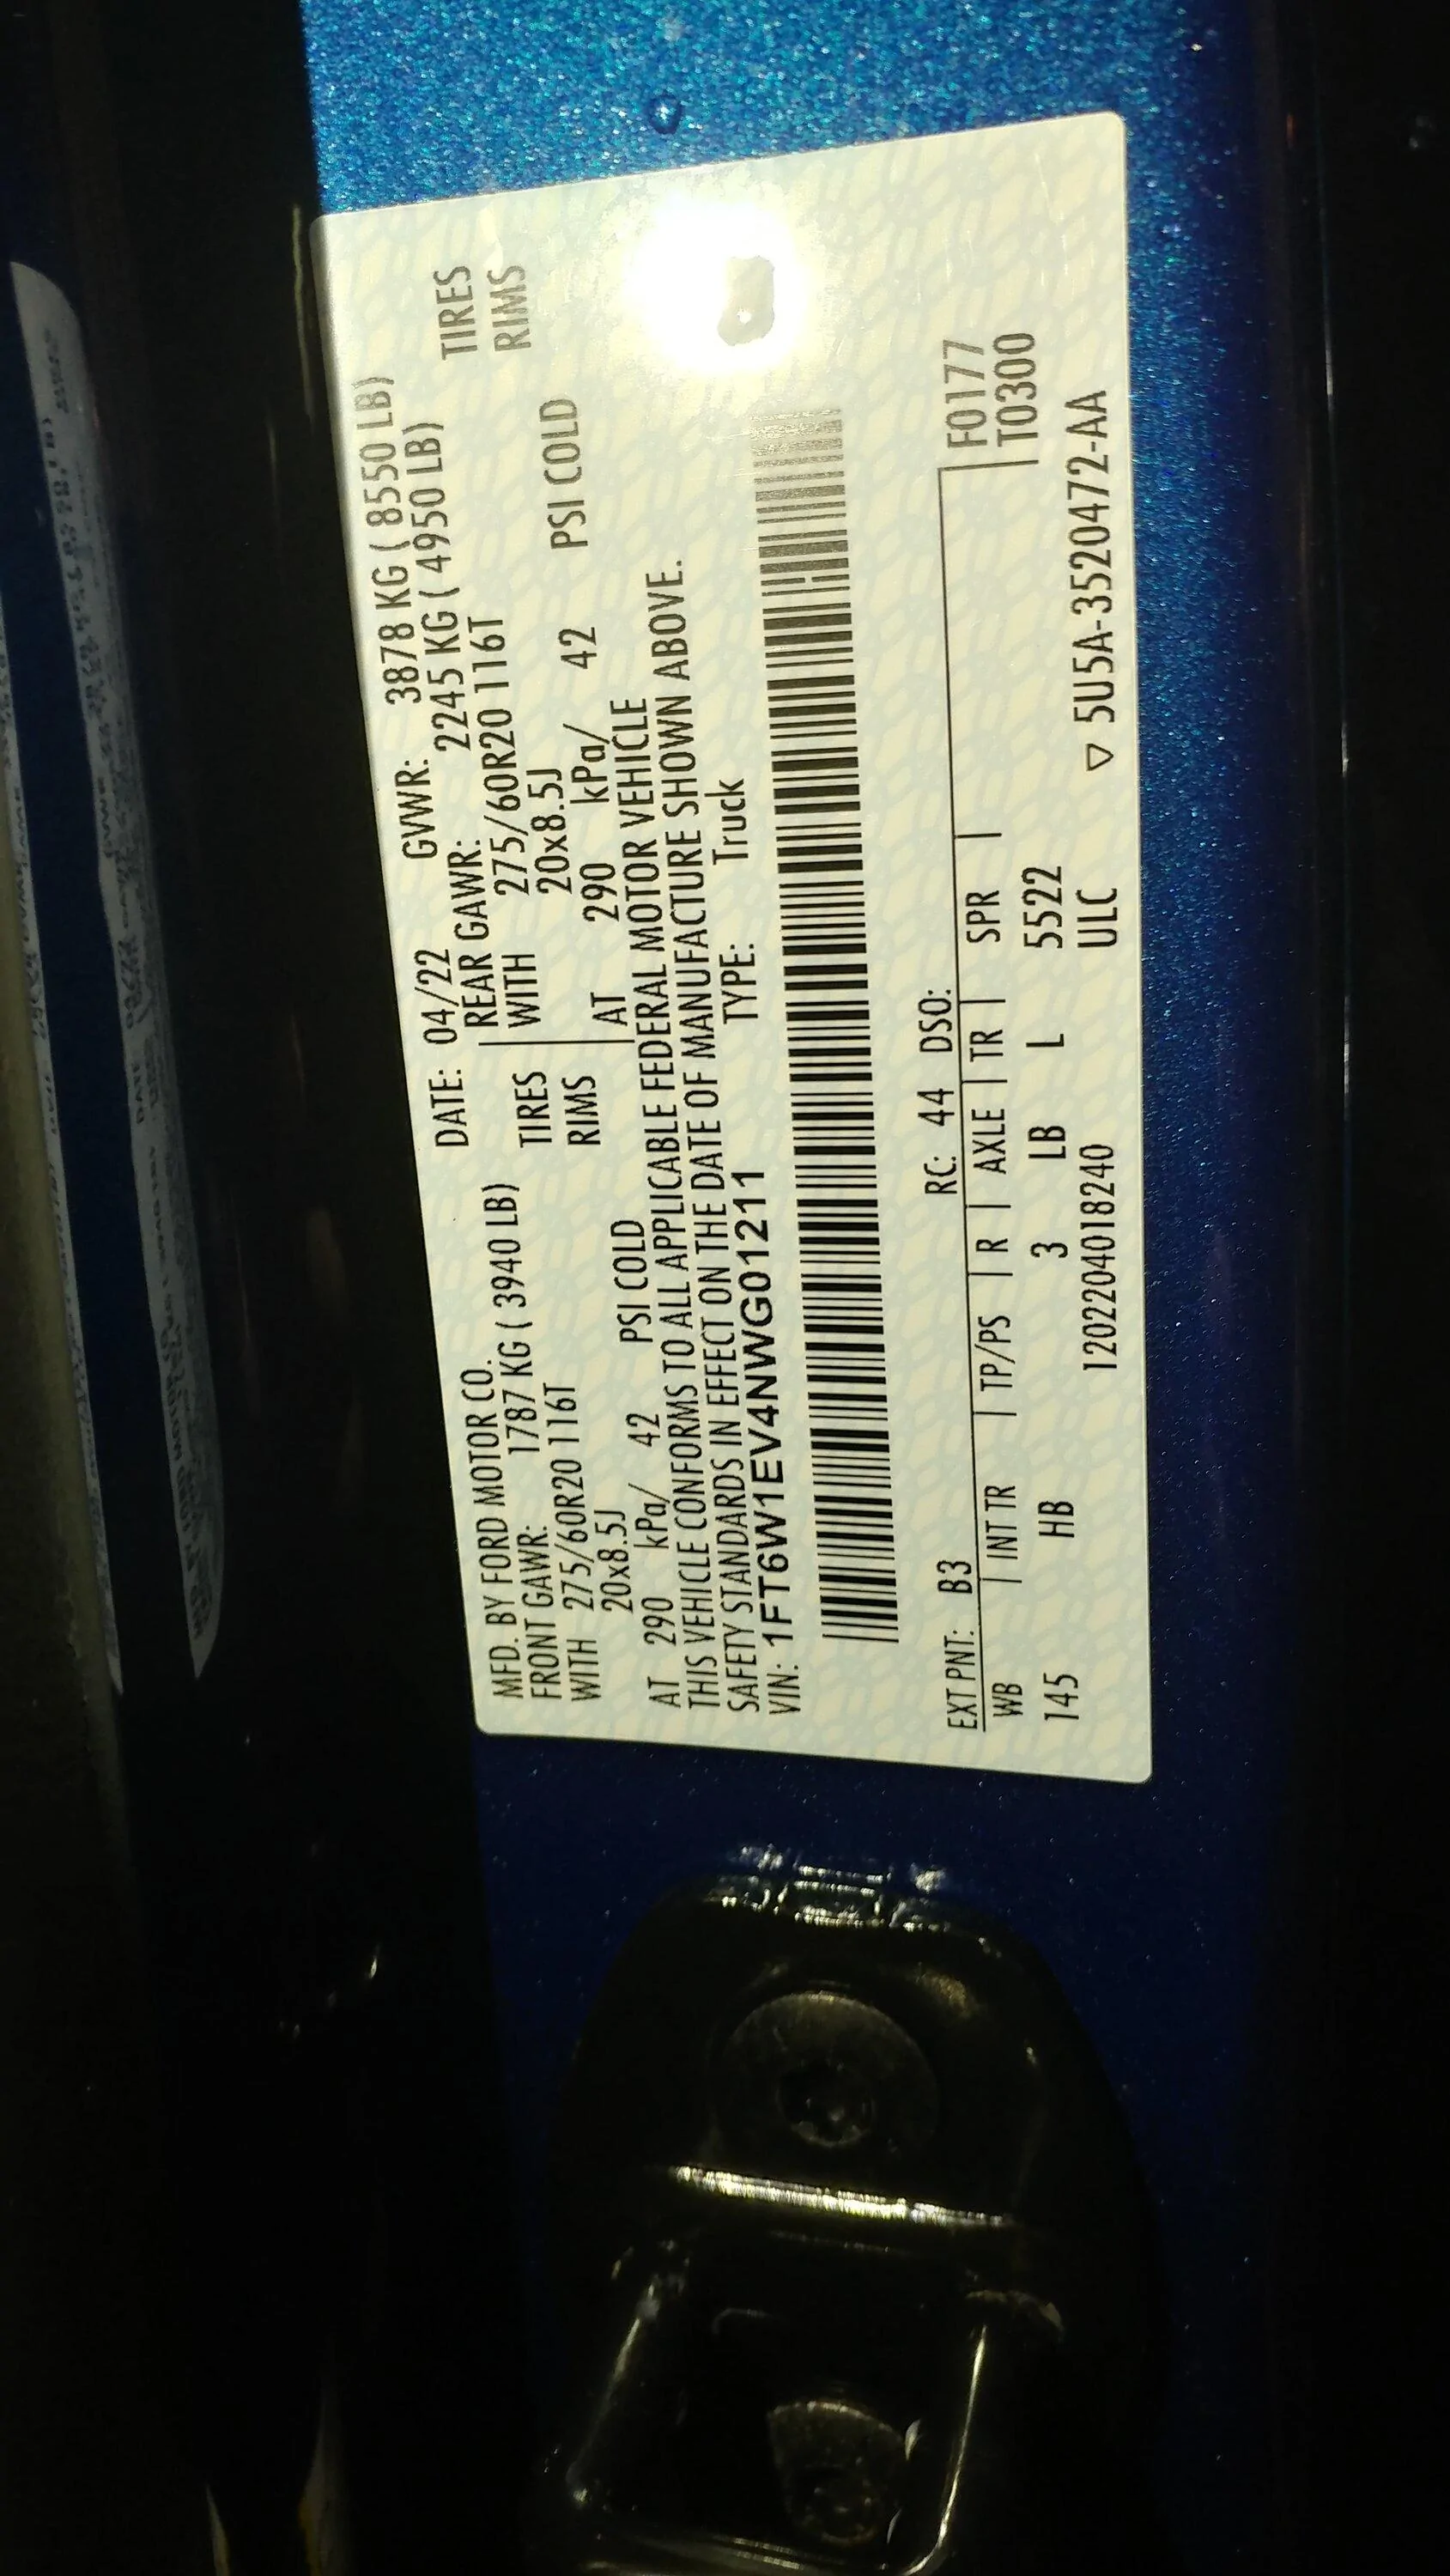 MFD. BY FORD MOTOR CO. DATE: 04/22 GVWR: 3878 KG ( 8550 LB)
FRONT GAWR: 1787 KG ( 3940 LB) REAR GAWR: 2245 KG ( 4950 LB)
WITH 275/60R20 116T TIRES WITH 275/60R20 116T TIRES
20x8.5J RIMS 20x8.5J RIMS
AT 290 kPa/ 42 PSI COLD AT 290 kPa/ 42 PSI COLD
THIS VEHICLE CONFORMS TO ALL APPLICABLE FEDERAL MOTOR VEHICLE
SAFETY STANDARDS IN EFFECT ON THE DATE OF MANUFACTURE SHOWN ABOVE.
VIN: 1FT6W1EV4NWG01211 TYPE: Truck
EXT PNT: B3 RC: 44 DSO:
WB | INT TR | TP/PS | R | AXLE | TR | SPR | F0177
145 HB 3 LB L 5522 T0300
120220401 8240 ULC ▽ 5U5A-3520472-AA